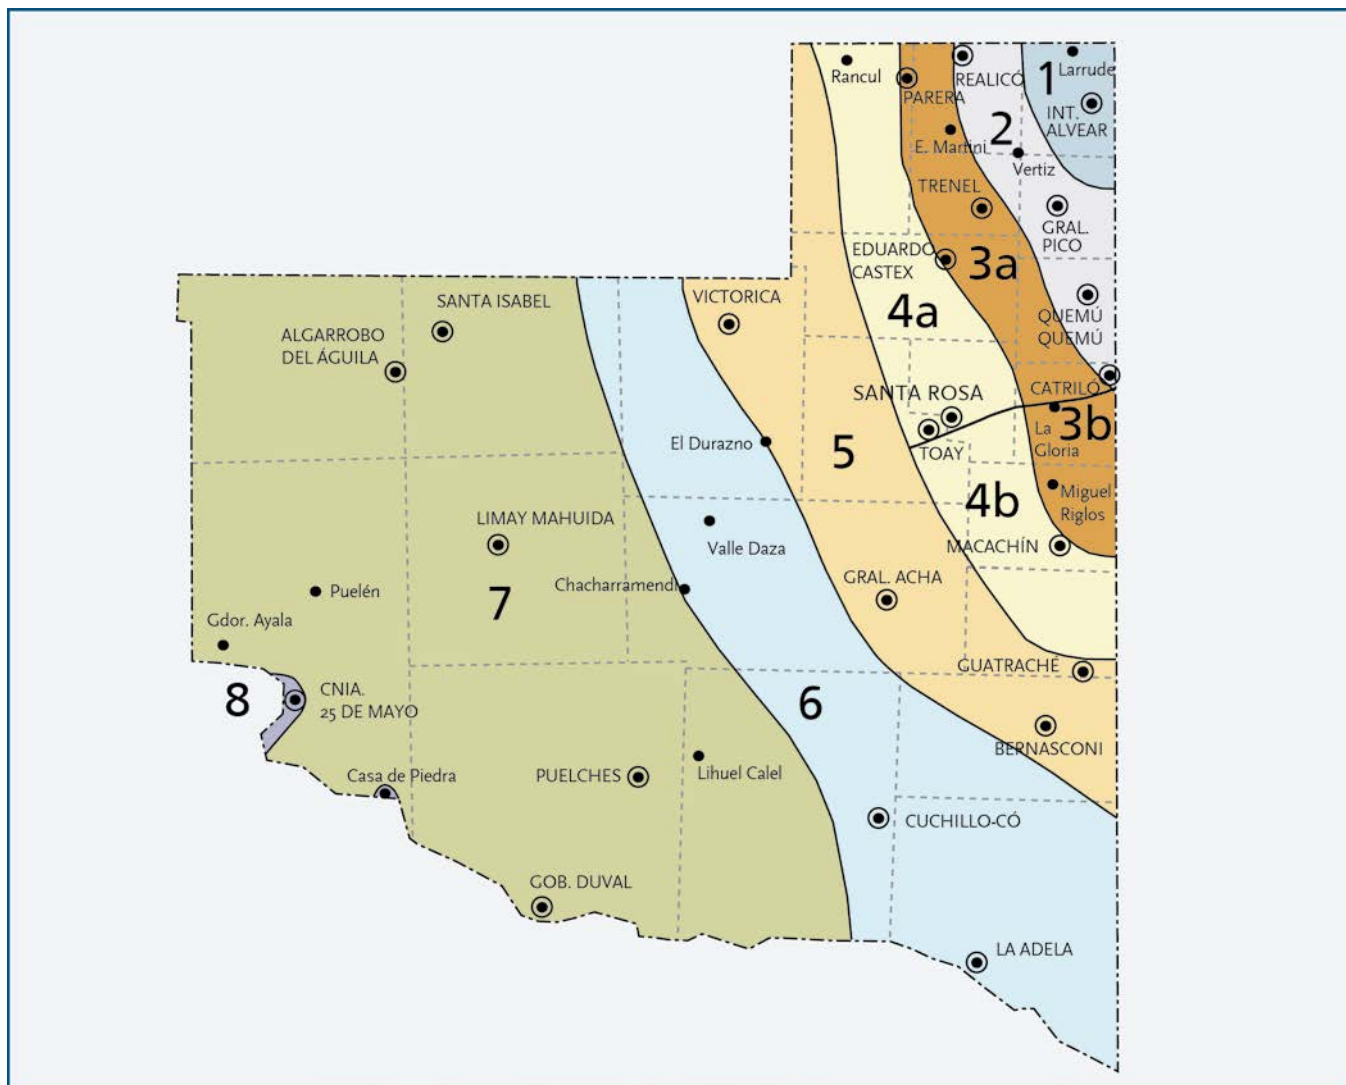 Rancul
PARERA
REALICÓ
1
Larrude
INT.
ALVEAR
2
E. Martini
Vertiz
TRENEL
GRAL.
PICO
EDUARDO
CASTEX
3a
4a
QUEMÚ
QUEMÚ
SANTA ISABEL
ALGARROBO
DEL ÁGUILA
VICTORICA
SANTA ROSA
CATRILÓ
3b
La
Gloria
TOAY
El Durazno
5
4b
Miguel
Riglos
LIMAY MAHUIDA
Valle Daza
MACACHÍN
Chacharramendi
GRAL. ACHA
7
Puelén
Gdor. Ayala
GUATRACHÉ
8
CNIA.
25 DE MAYO
6
BERNASCONI
Casa de Piedra
PUELCHES
Lihuel Calel
CUCHILLO-CÓ
GOB. DUVAL
LA ADELA